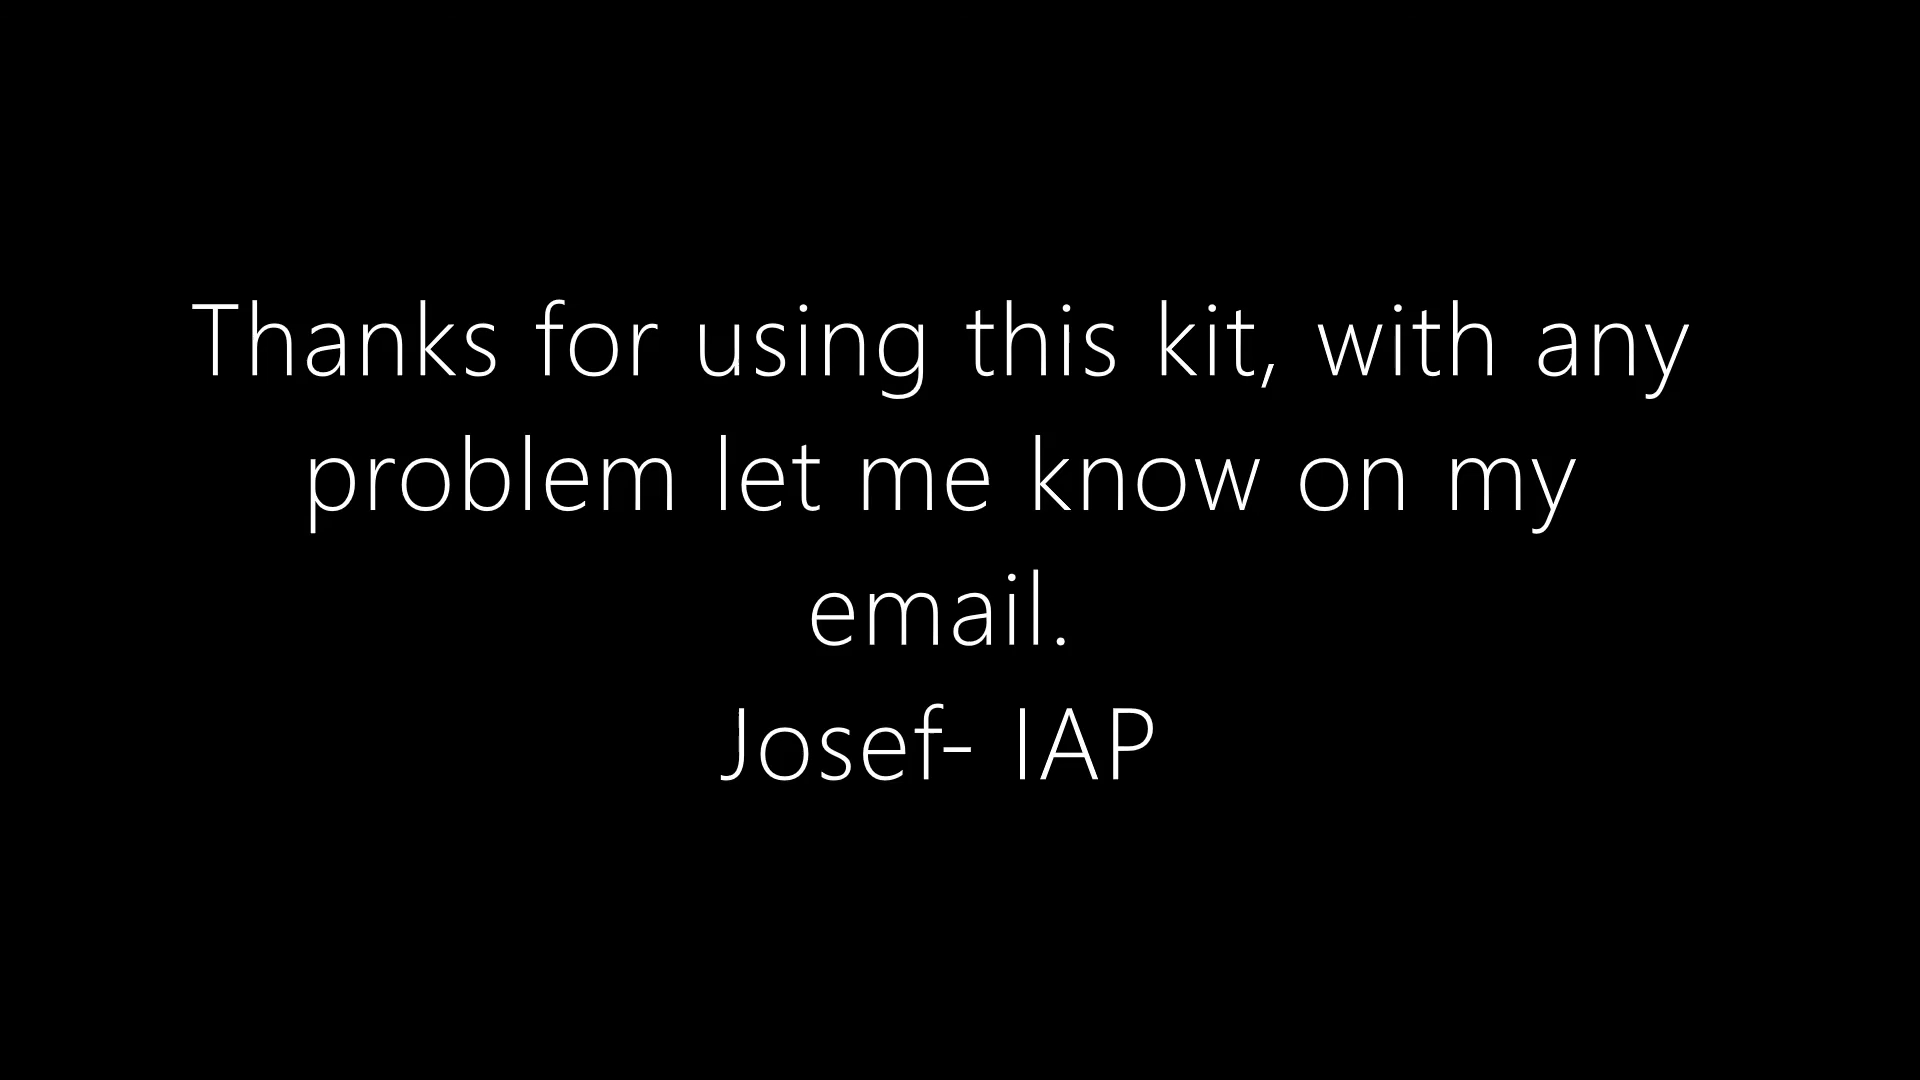 Thanks for using this kit, with any
problem let me know on my
email.
Josef- IAP